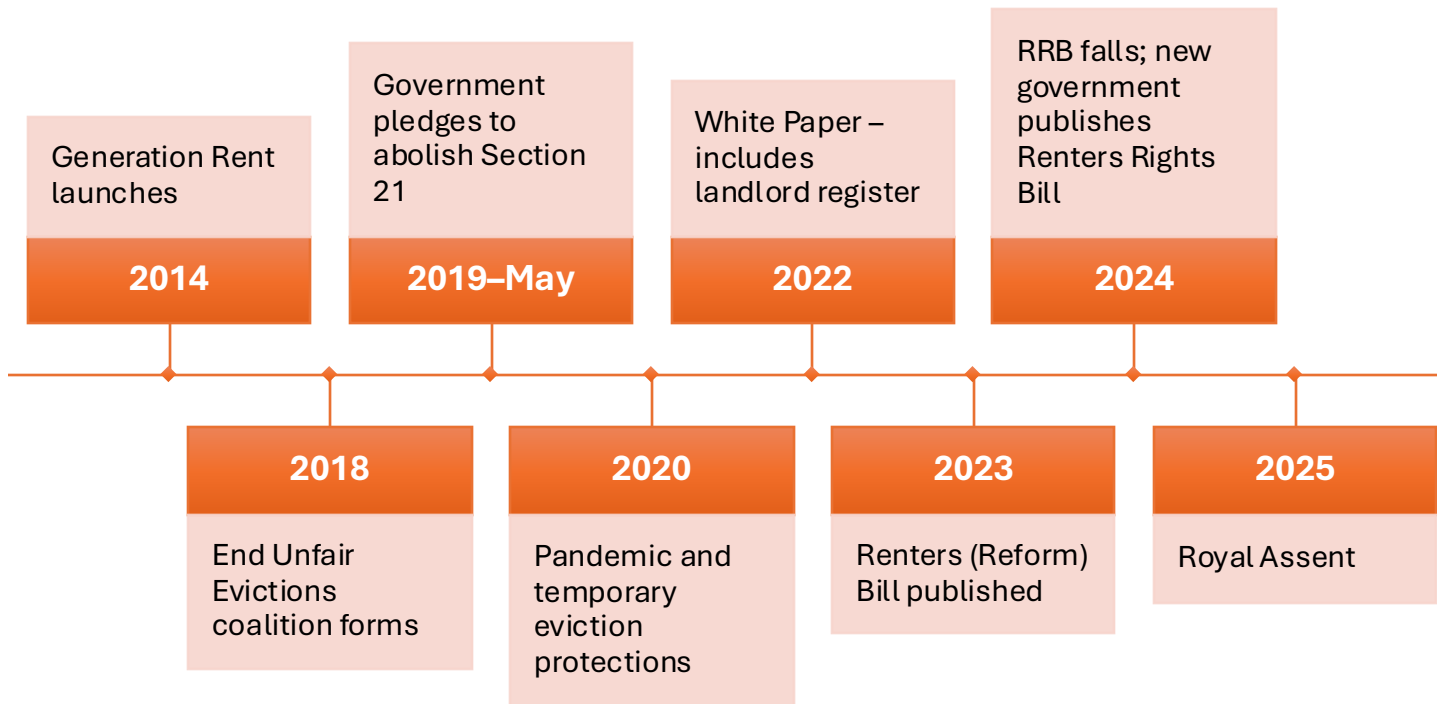 Generation Rent
launches
2014
End Unfair
Evictions
coalition forms
2018
Government
pledges to
abolish Section
21
2019–May
Pandemic and
temporary
eviction
protections
2020
White Paper –
includes
landlord register
2022
Renters (Reform)
Bill published
2023
RRB falls; new
government
publishes
Renters Rights
Bill
2024
Royal Assent
2025